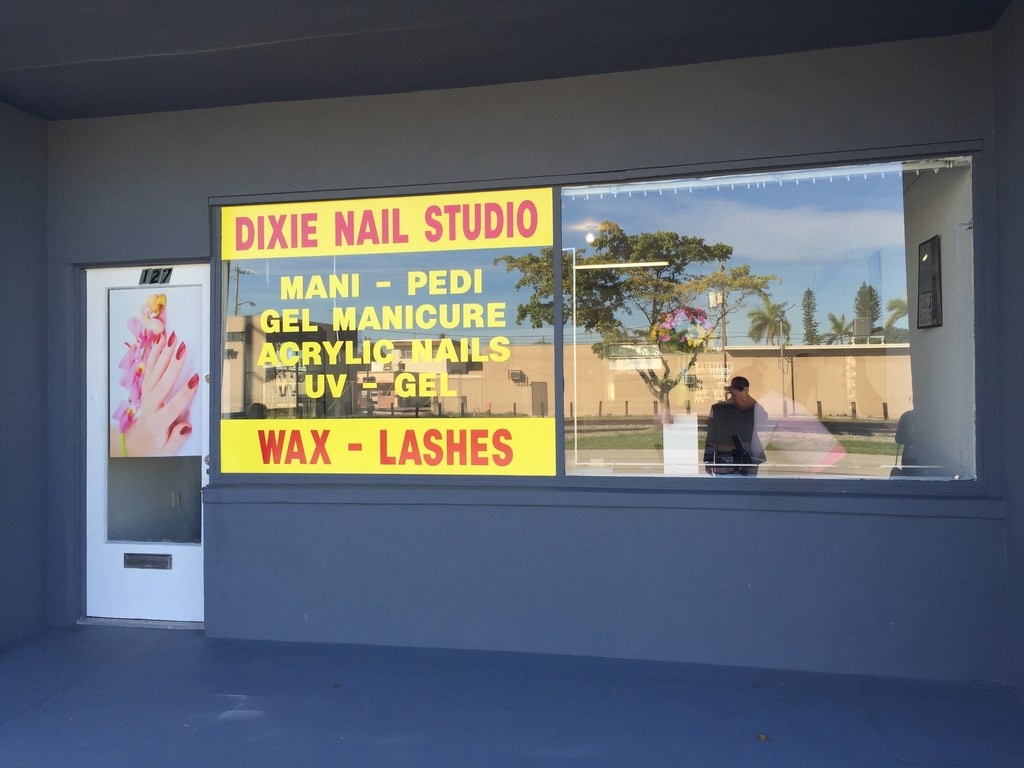 127
DIXIE NAIL STUDIO
MANI - PEDI
GEL MANICURE
ACRYLIC NAILS
UV - GEL
WAX - LASHES